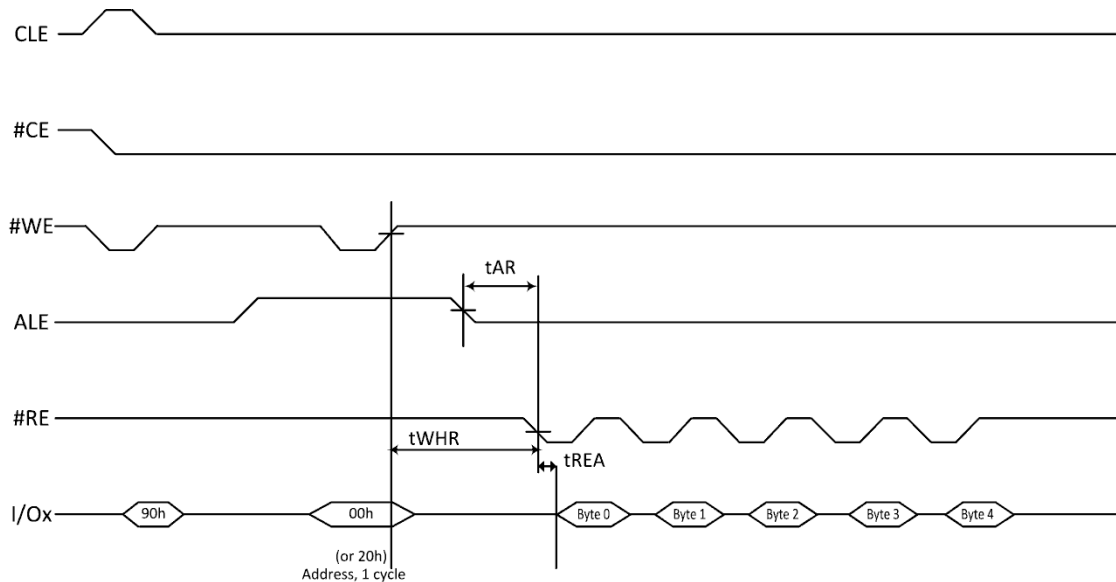 CLE
#CE
#WE
tAR
ALE
#RE
tWHR
tREA
I/Ox
90h
00h
Byte 0
Byte 1
Byte 2
Byte 3
Byte 4
(or 20h)
Address, 1 cycle